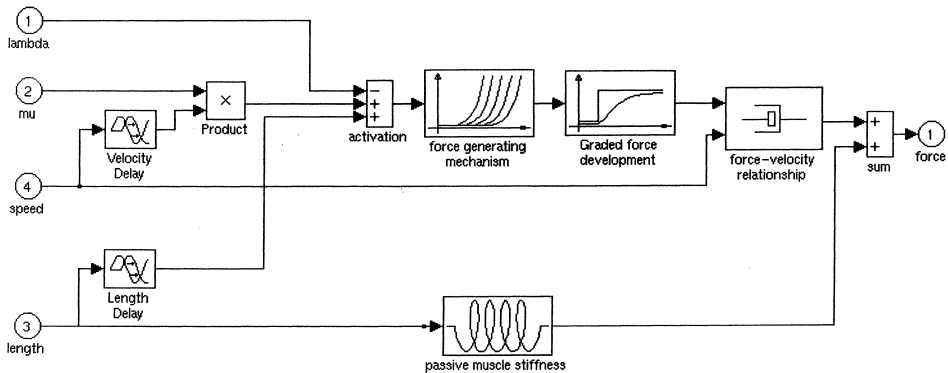 1
lambda
2
mu
×
Product
Velocity
Delay
4
speed
−
+
+
activation
force generating
mechanism
Graded force
development
force−velocity
relationship
+
+
sum
1
force
Length
Delay
3
length
passive muscle stiffness